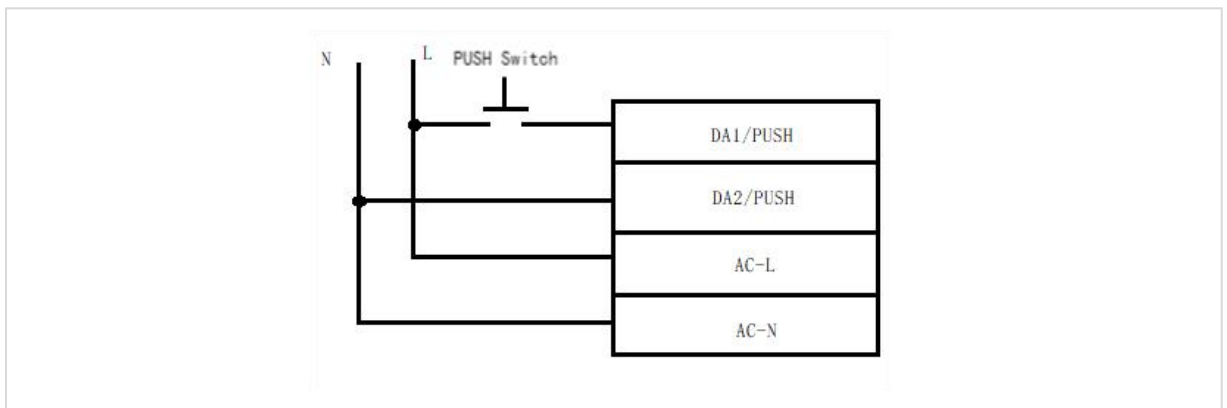 N
L
PUSH Switch
DA1/PUSH
DA2/PUSH
AC-L
AC-N